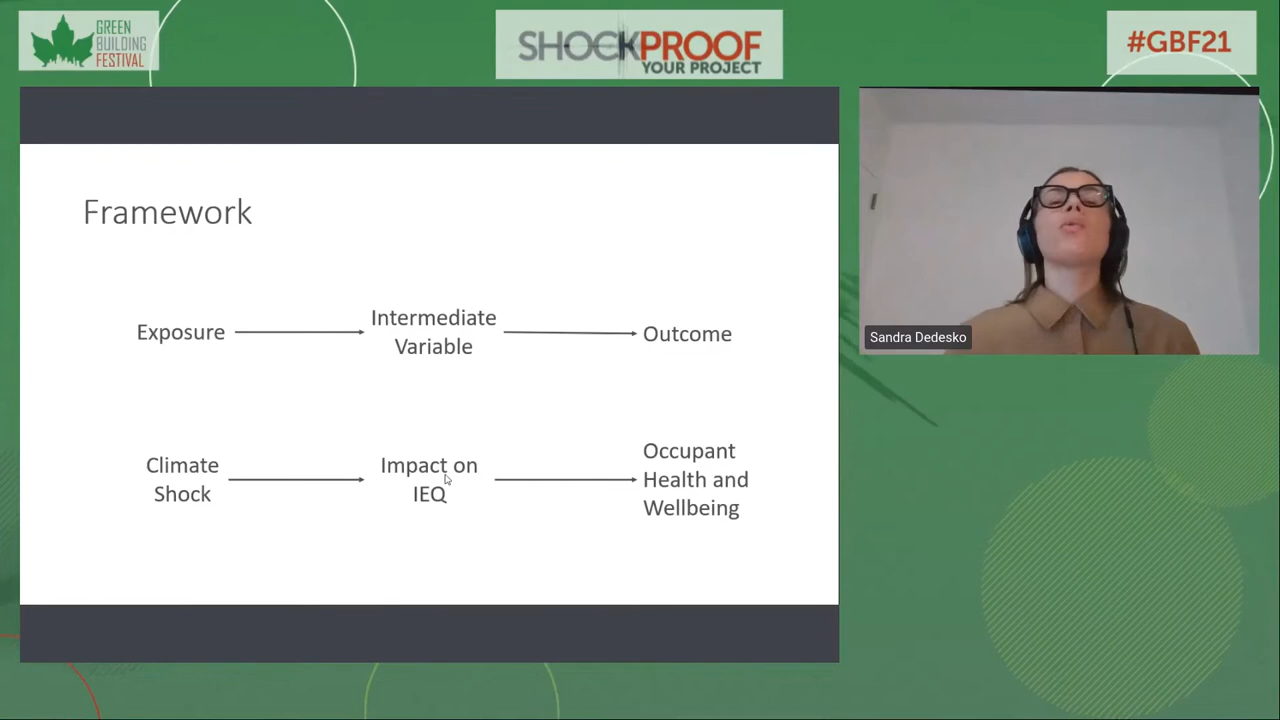 GREEN
BUILDING
FESTIVAL
SHOCKPROOF
YOUR PROJECT
#GBF21
Framework
Exposure
Intermediate
Variable
Outcome
Climate
Shock
Impact on
IEQ
Occupant
Health and
Wellbeing
Sandra Dedesko